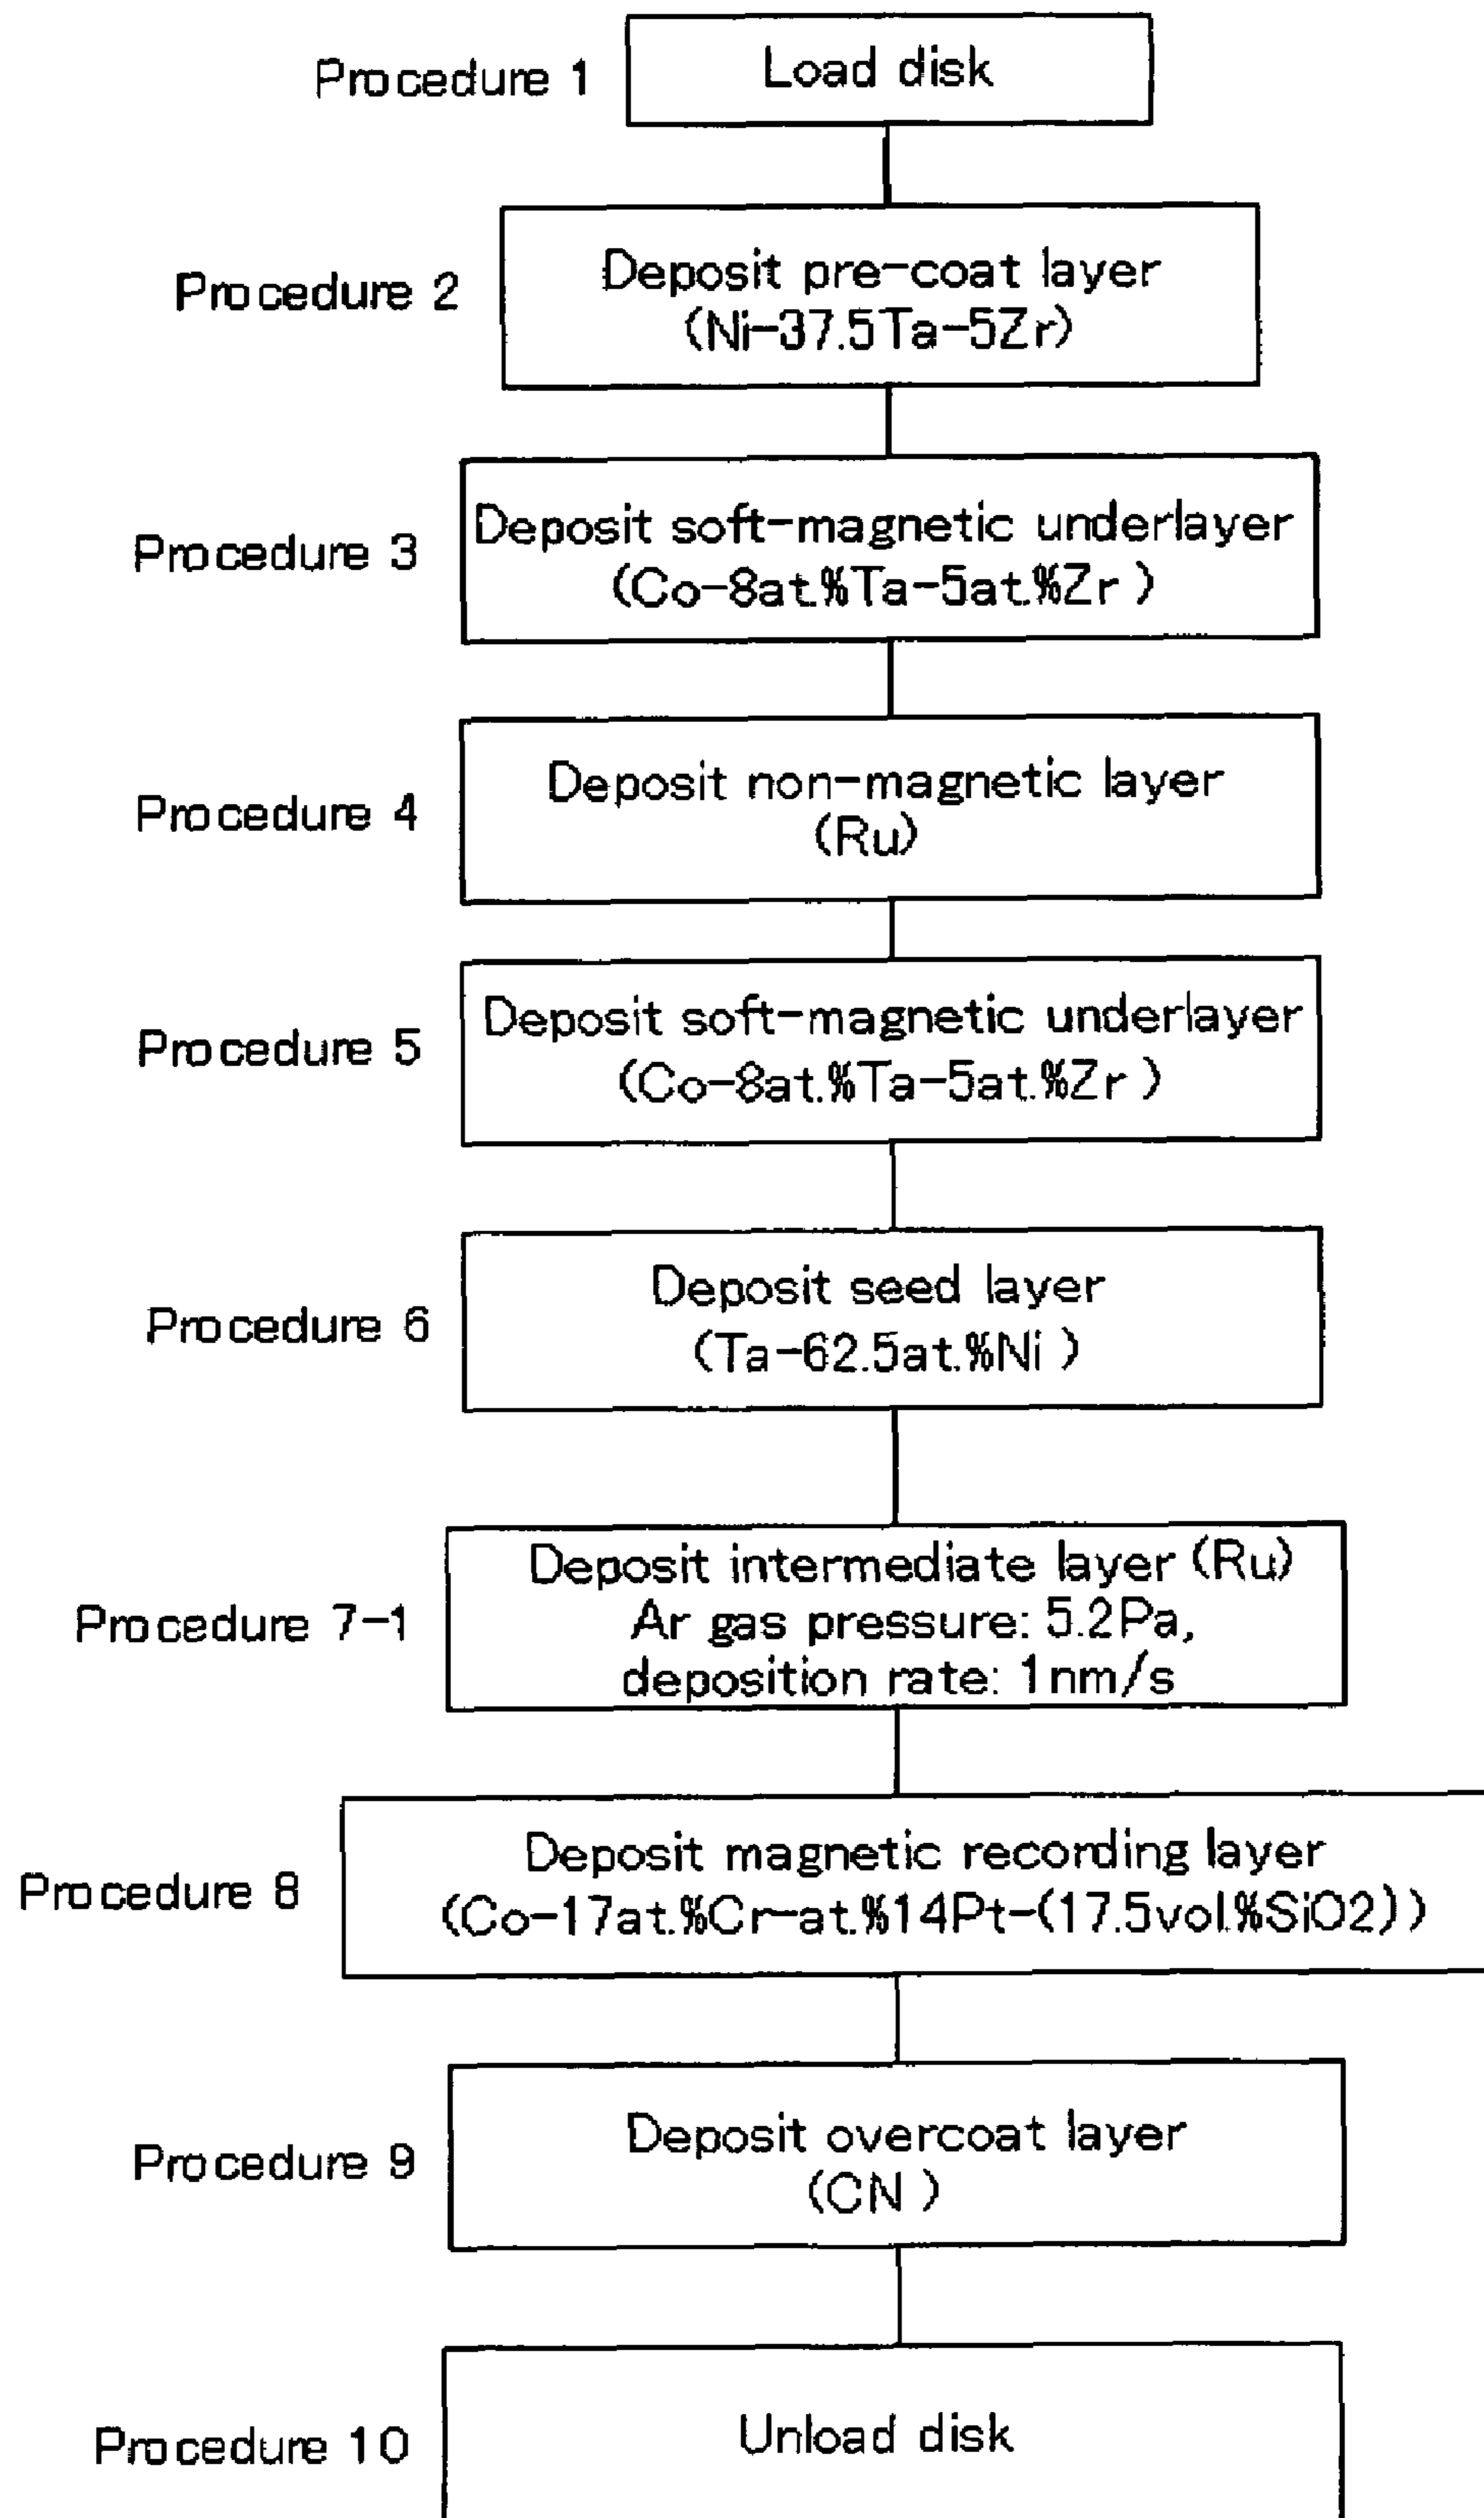 Procedure 1
Load disk
Procedure 2
Deposit pre-coat layer
(Ni-37.5Ta-5Zr)
Procedure 3
Deposit soft-magnetic underlayer
(Co-8at.%Ta-5at.%Zr )
Procedure 4
Deposit non-magnetic layer
(Ru)
Procedure 5
Deposit soft-magnetic underlayer
(Co-8at.%Ta-5at.%Zr )
Procedure 6
Deposit seed layer
(Ta-62.5at.%Ni )
Procedure 7-1
Deposit intermediate layer (Ru)
Ar gas pressure: 5.2Pa,
deposition rate: 1nm/s
Procedure 8
Deposit magnetic recording layer
(Co-17at.%Cr-at.%14Pt-(17.5vol.%SiO2))
Procedure 9
Deposit overcoat layer
(CN )
Procedure 10
Unload disk